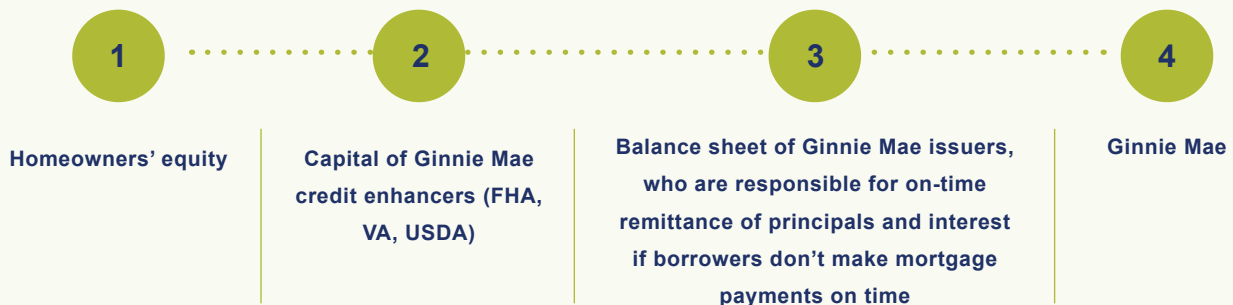 1
2
3
4
Homeowners’ equity
Capital of Ginnie Mae
credit enhancers (FHA,
VA, USDA)
Balance sheet of Ginnie Mae issuers,
who are responsible for on-time
remittance of principals and interest
if borrowers don’t make mortgage
payments on time
Ginnie Mae